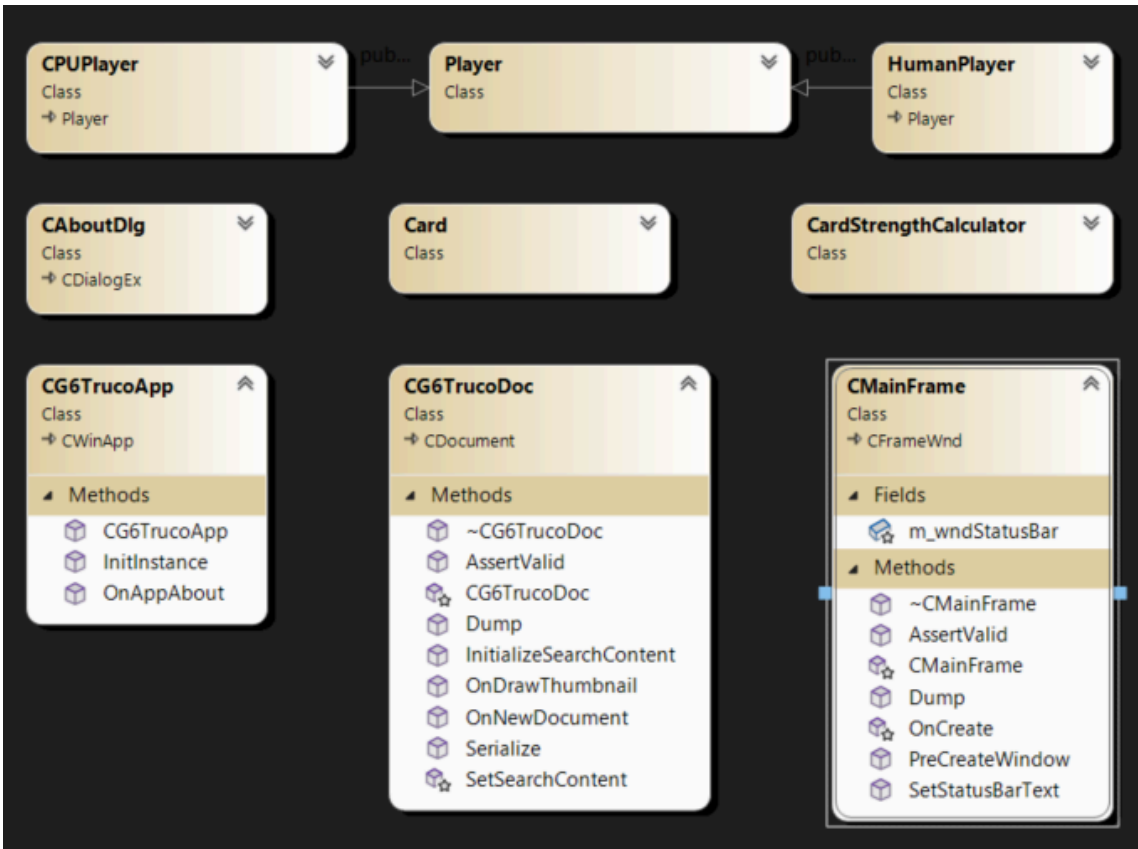 CPUPlayer
Class
Player
pub...
Player
Class
pub...
HumanPlayer
Class
Player
CAboutDlg
Class
CDialogEx
Card
Class
CardStrengthCalculator
Class
CG6TrucoApp
Class
CWinApp
Methods
CG6TrucoApp
InitInstance
OnAppAbout
CG6TrucoDoc
Class
CDocument
Methods
~CG6TrucoDoc
AssertValid
CG6TrucoDoc
Dump
InitializeSearchContent
OnDrawThumbnail
OnNewDocument
Serialize
SetSearchContent
CMainFrame
Class
CFrameWnd
Fields
m_wndStatusBar
Methods
~CMainFrame
AssertValid
CMainFrame
Dump
OnCreate
PreCreateWindow
SetStatusBarText